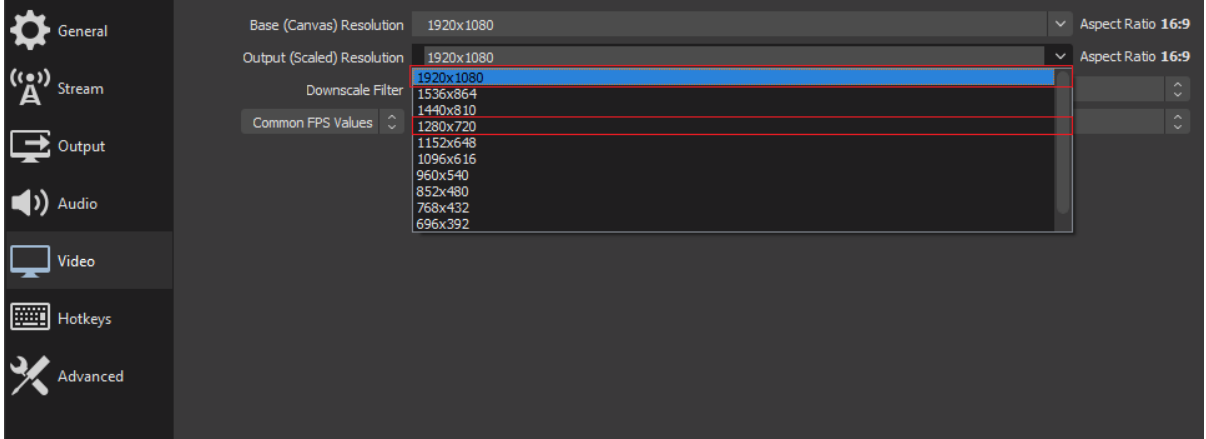 General
Stream
Output
Audio
Video
Hotkeys
Advanced
Base (Canvas) Resolution 1920x1080 Aspect Ratio 16:9
Output (Scaled) Resolution 1920x1080 Aspect Ratio 16:9
Downscale Filter
Common FPS Values
1920x1080
1536x864
1440x810
1280x720
1152x648
1096x616
960x540
852x480
768x432
696x392